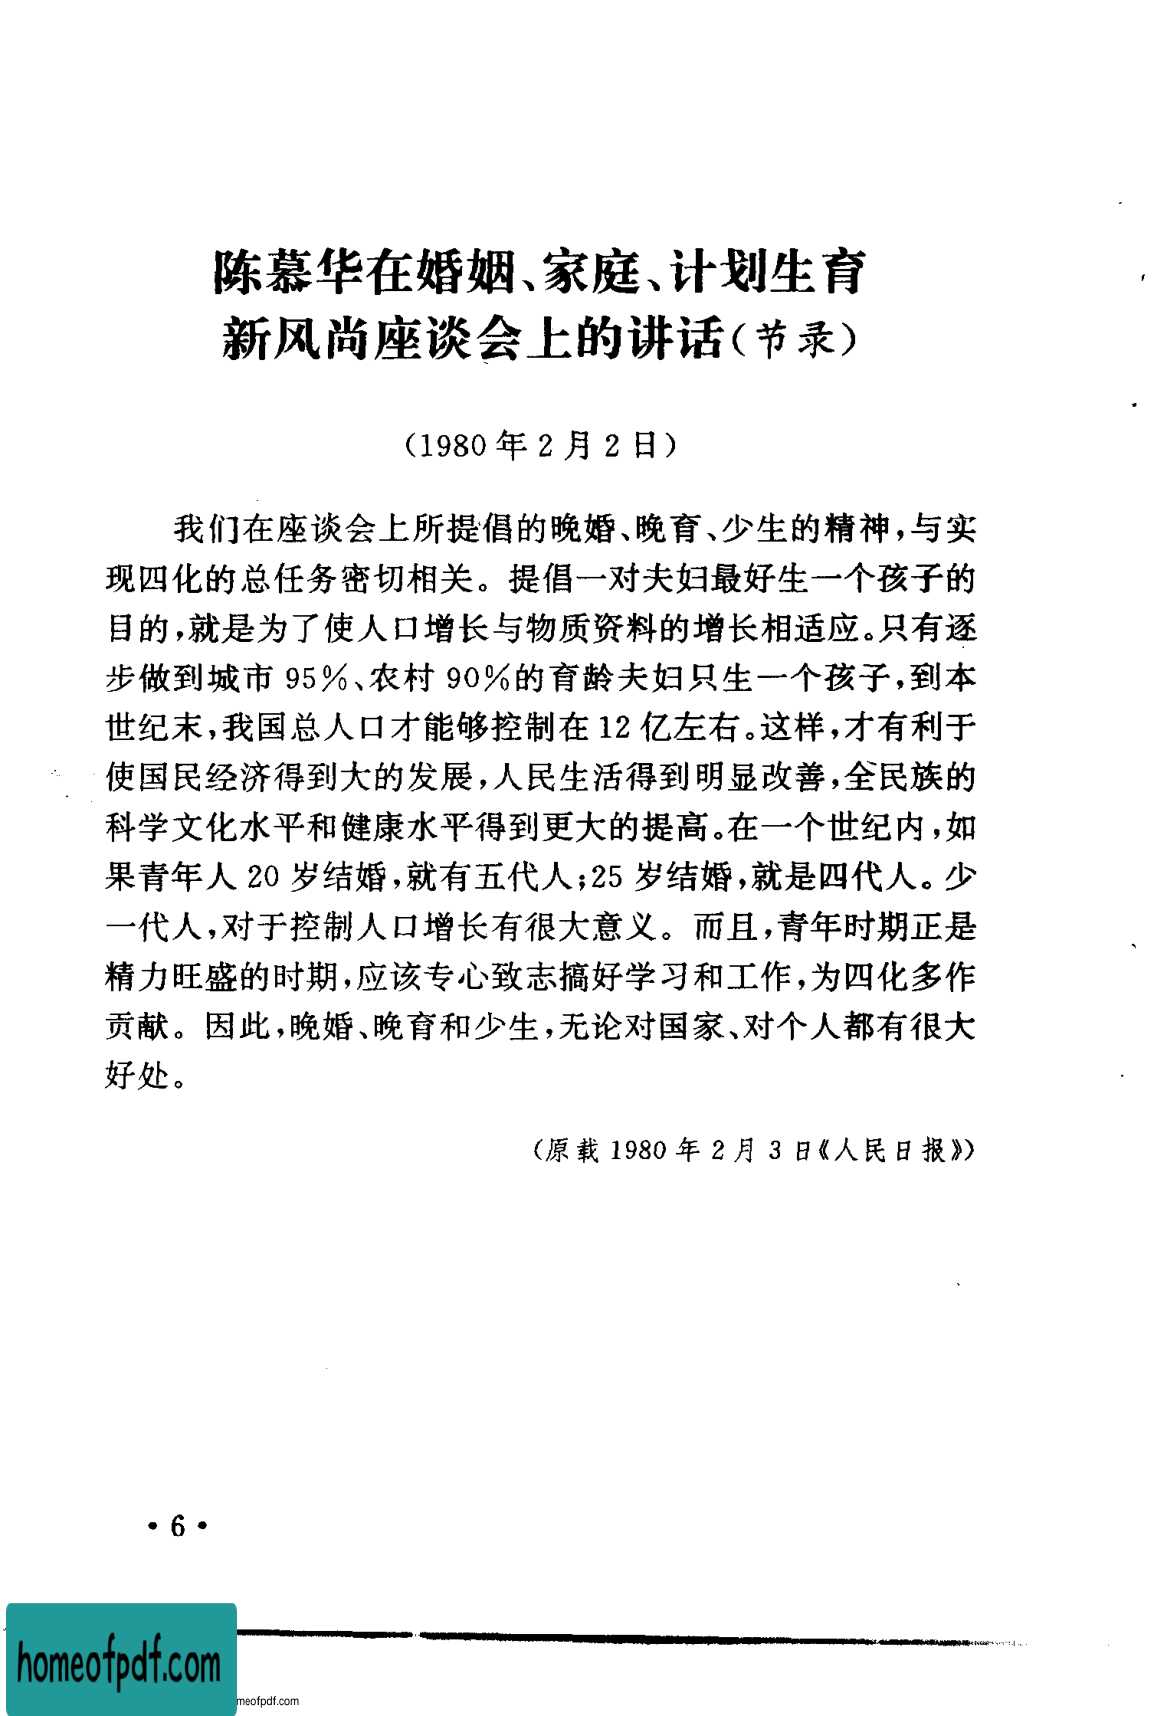 陈慕华在婚姻、家庭、计划生育
新风尚座谈会上的讲话(节录)
(1980年2月2日)
我们在座谈会上所提倡的晚婚、晚育、少生的精神,与实
现四化的总任务密切相关。提倡一对夫妇最好生一个孩子的
目的,就是为了使人口增长与物质资料的增长相适应。只有逐
步做到城市95%、农村90%的育龄夫妇只生一个孩子,到本
世纪末,我国总人口才能够控制在12亿左右。这样,才有利于
使国民经济得到大的发展,人民生活得到明显改善,全民族的
科学文化水平和健康水平得到更大的提高。在一个世纪内,如
果青年人20岁结婚,就有五代人;25岁结婚,就是四代人。少
一代人,对于控制人口增长有很大意义。而且,青年时期正是
精力旺盛的时期,应该专心致志搞好学习和工作,为四化多作
贡献。因此,晚婚、晚育和少生,无论对国家、对个人都有很大
好处。
(原载1980年2月3日《人民日报》)
·6·
homeofpdf.com
meofpdf.com